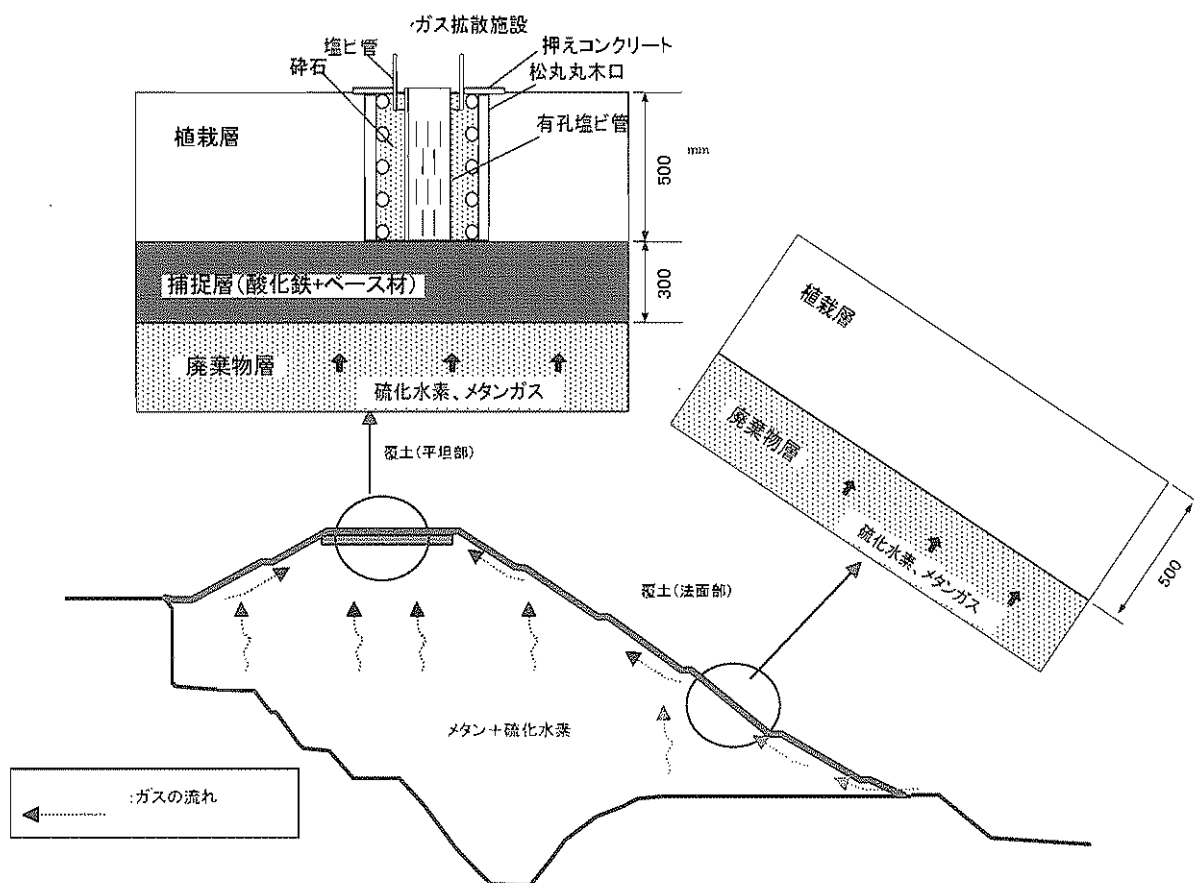 ガス拡散施設
塩ビ管
押えコンクリート
砕石
松丸丸木口
有孔塩ビ管
植栽層
mm
500
捕捉層(酸化鉄+ベース材)
300
廃棄物層
硫化水素、メタンガス
覆土(平坦部)
植栽層
廃棄物層
硫化水素、メタンガス
500
覆土(法面部)
メタン+硫化水素
:ガスの流れ